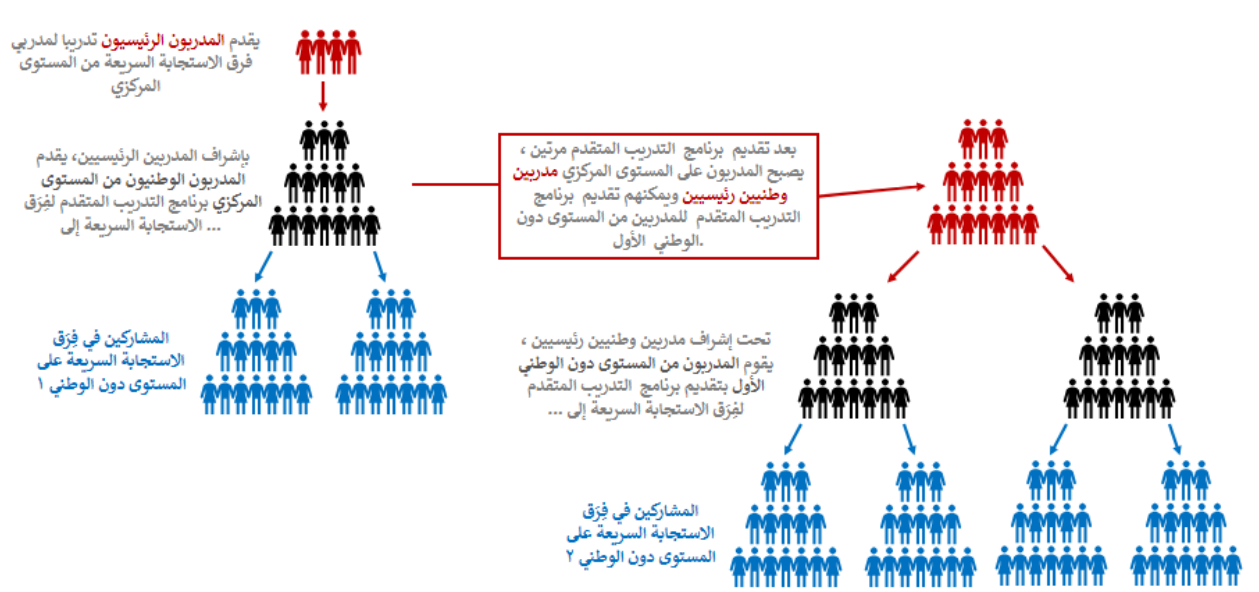 يقدم المدربون الرئيسيون تدريبا لمدربي
فرق الاستجابة السريعة من المستوى
المركزي
بإشراف المدربين الرئيسيين، يقدم
المدربون الوطنيون من المستوى
المركزي برنامج التدريب المتقدم لفِرَق
الاستجابة السريعة إلى ...
المشاركين في فِرَق
الاستجابة السريعة على
المستوى دون الوطني ١
بعد تقديم برنامج التدريب المتقدم مرتين ،
يصبح المدربون على المستوى المركزي مدربين
وطنيين رئيسيين ويمكنهم تقديم برنامج
التدريب المتقدم للمدربين من المستوى دون
الوطني الأول.
تحت إشراف مدربين وطنيين رئيسيين ،
يقوم المدربون من المستوى دون الوطني
الأول بتقديم برنامج التدريب المتقدم
لفِرَق الاستجابة السريعة إلى ...
المشاركين في فِرَق
الاستجابة السريعة على
المستوى دون الوطني ٢